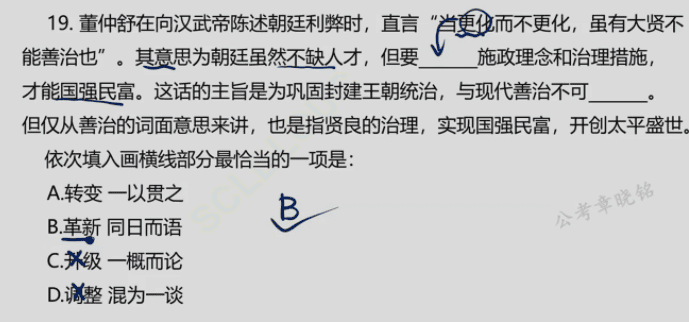 19. 董仲舒在向汉武帝陈述朝廷利弊时，直言“当更化而不更化，虽有大贤不
能善治也”。其意思为朝廷虽然不缺人才，但要______施政理念和治理措施，
才能国强民富。这话的主旨是为巩固封建王朝统治，与现代善治不可______。
但仅从善治的词面意思来讲，也是指贤良的治理，实现国强民富，开创太平盛世。
依次填入画横线部分最恰当的一项是：
A.转变 一以贯之
B.革新 同日而语
B
C.升级 一概而论
D.调整 混为一谈
公考章晓铭